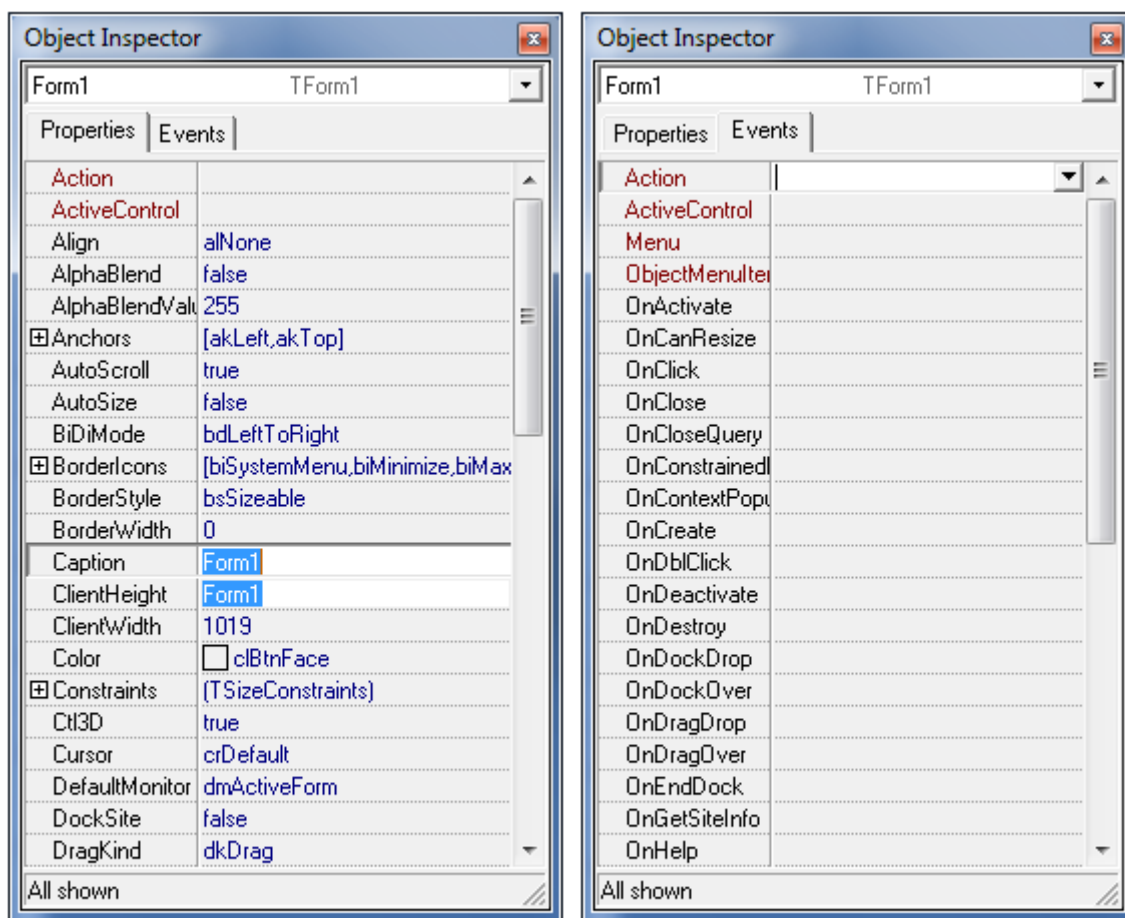 Object Inspector
Form1 TForm1
Properties Events
Action
ActiveControl
Align alNone
AlphaBlend false
AlphaBlendValu 255
Anchors [akLeft,akTop]
AutoScroll true
AutoSize false
BiDiMode bdLeftToRight
BorderIcons [biSystemMenu,biMinimize,biMax
BorderStyle bsSizeable
BorderWidth 0
Caption Form1
ClientHeight Form1
ClientWidth 1019
Color clBtnFace
Constraints (TSizeConstraints)
Ctl3D true
Cursor crDefault
DefaultMonitor dmActiveForm
DockSite false
DragKind dkDrag
All shown
Object Inspector
Form1 TForm1
Properties Events
Action
ActiveControl
Menu
ObjectMenuIter
OnActivate
OnCanResize
OnClick
OnClose
OnCloseQuery
OnConstrainedI
OnContextPopu
OnCreate
OnDblClick
OnDeactivate
OnDestroy
OnDockDrop
OnDockOver
OnDragDrop
OnDragOver
OnEndDock
OnGetSiteInfo
OnHelp
All shown